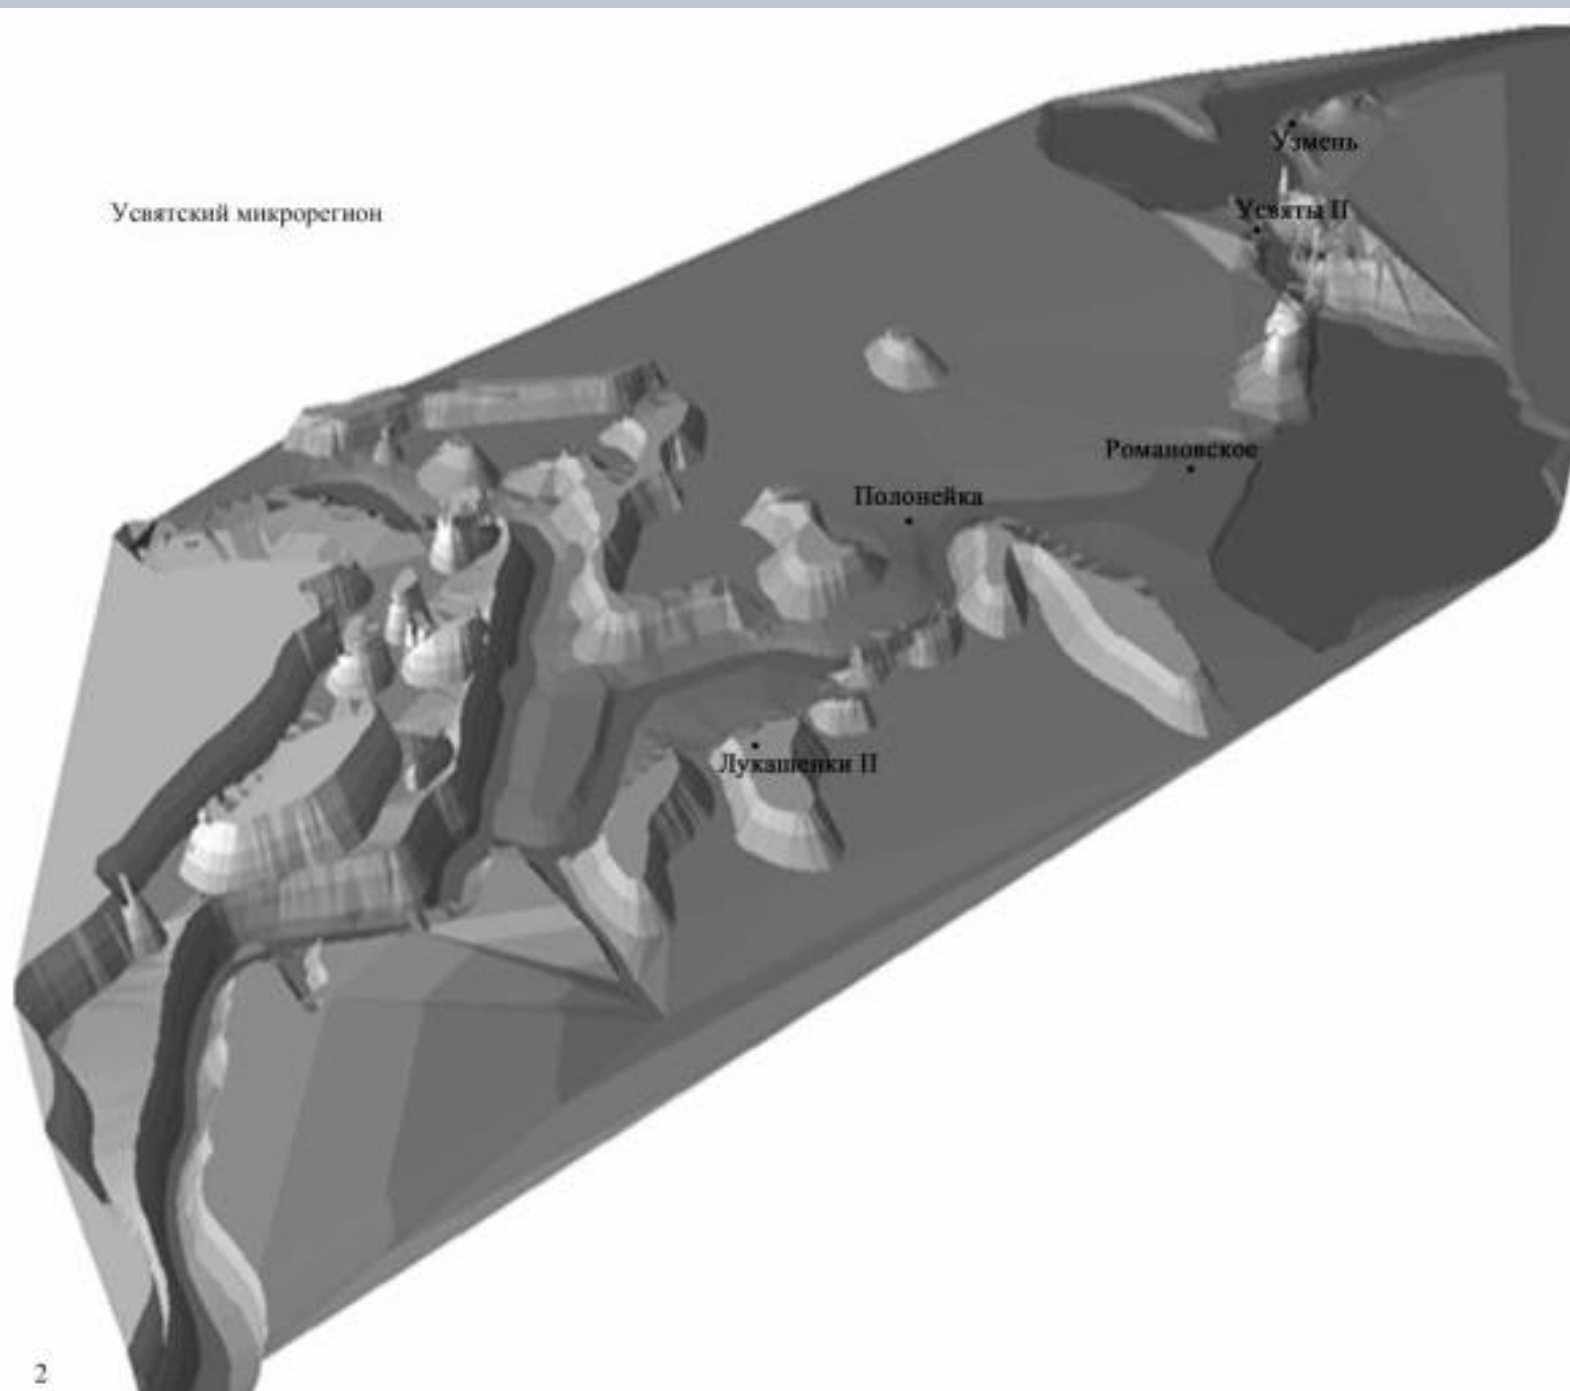 Узмень
Усвятский микрорегион
Усвяты II
Романовское
Полонейка
Лукашенки II
2